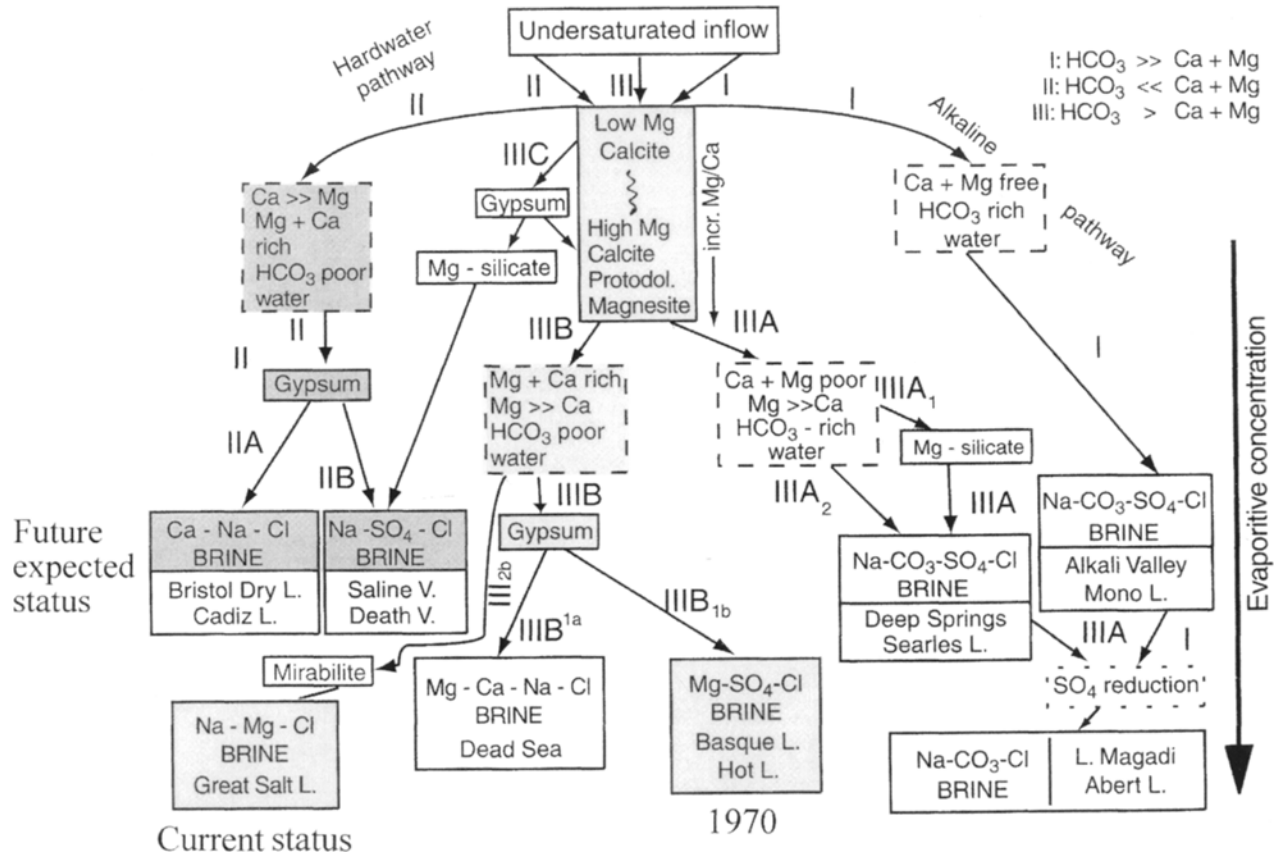 Undersaturated inflow
I: HCO3 >> Ca + Mg
II: HCO3 << Ca + Mg
III: HCO3 > Ca + Mg
Hardwater
pathway
II
II
III
I
I
Alkaline
pathway
Low Mg
Calcite
High Mg
Calcite
Protodol.
Magnesite
incr. Mg/Ca
IIIC
Gypsum
Mg - silicate
Ca >> Mg
Mg + Ca
rich
HCO3 poor
water
Ca + Mg free
HCO3 rich
water
II
II
Gypsum
IIA
IIB
IIIB
IIIA
Mg + Ca rich
Mg >> Ca
HCO3 poor
water
Ca + Mg poor
Mg >>Ca
HCO3 - rich
water
IIIA1
Mg - silicate
I
IIIA2
IIIA
Evaporitive concentration
Future
expected
status
Ca - Na - Cl
BRINE
Bristol Dry L.
Cadiz L.
Na -SO4 - Cl
BRINE
Saline V.
Death V.
IIIB
Gypsum
III2b
IIIB1a
IIIB1b
Na-CO3-SO4-Cl
BRINE
Deep Springs
Searles L.
Na-CO3-SO4-Cl
BRINE
Alkali Valley
Mono L.
IIIA
I
SO4 reduction
Mirabilite
Na - Mg - Cl
BRINE
Great Salt L.
Current status
Mg - Ca - Na - Cl
BRINE
Dead Sea
Mg-SO4-Cl
BRINE
Basque L.
Hot L.
1970
Na-CO3-Cl
BRINE
L. Magadi
Abert L.